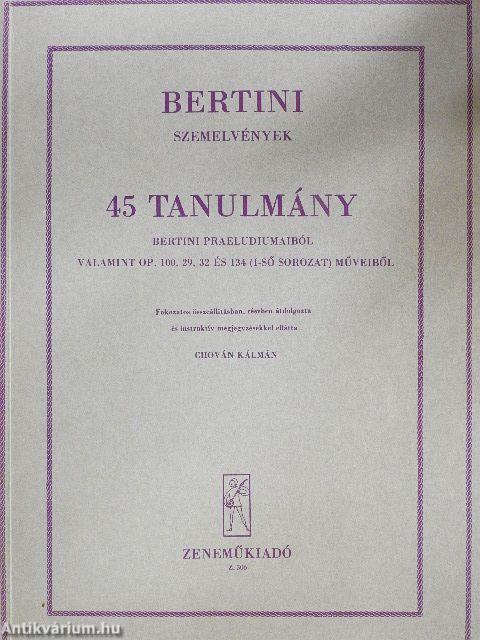 BERTINI
SZEMELVÉNYEK
45 TANULMÁNY
BERTINI PRAELUDIUMAIBÓL
VALAMINT OP. 100, 29, 32 ÉS 134 (I-SŐ SOROZAT) MŰVEIBŐL
Fokozatos összeállításban, részben átdolgozta
és instruktív megjegyzésekkel ellátta
CHOVÁN KÁLMÁN
ZENEMŰKIADÓ
Z. 306
Antikvárium.hu